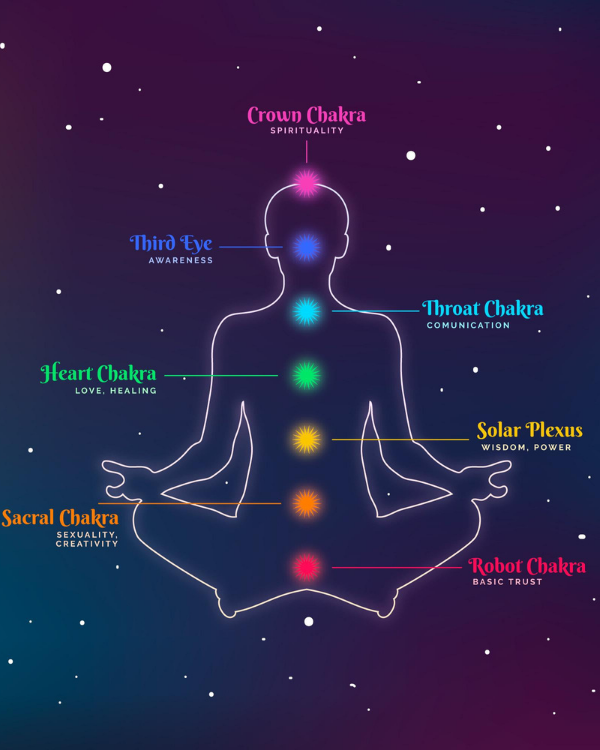 Crown Chakra
SPIRITUALITY
Third Eye
AWARENESS
Throat Chakra
COMUNICATION
Heart Chakra
LOVE, HEALING
Solar Plexus
WISDOM, POWER
Sacral Chakra
SEXUALITY,
CREATIVITY
Robot Chakra
BASIC TRUST